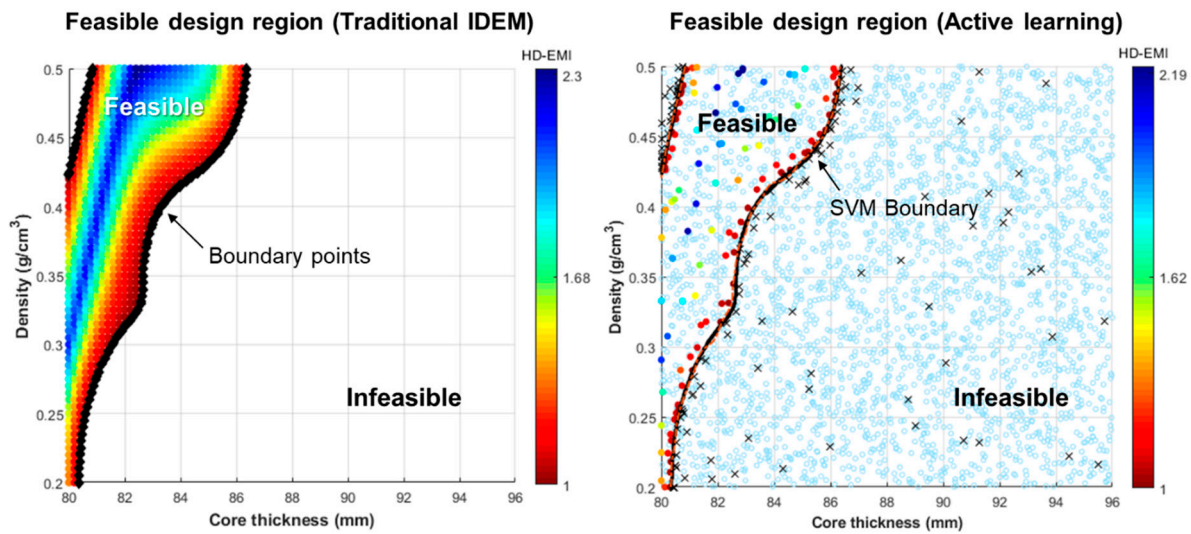 Feasible design region (Traditional IDEM)
HD-EMI
2.3
1.68
1
0.5
0.45
0.4
0.35
0.3
0.25
0.2
Density (g/cm³)
Feasible
Boundary points
Infeasible
80 82 84 86 88 90 92 94 96
Core thickness (mm)
Feasible design region (Active learning)
HD-EMI
2.19
1.62
1
0.5
0.45
0.4
0.35
0.3
0.25
0.2
Density (g/cm³)
Feasible
SVM Boundary
Infeasible
80 82 84 86 88 90 92 94 96
Core thickness (mm)